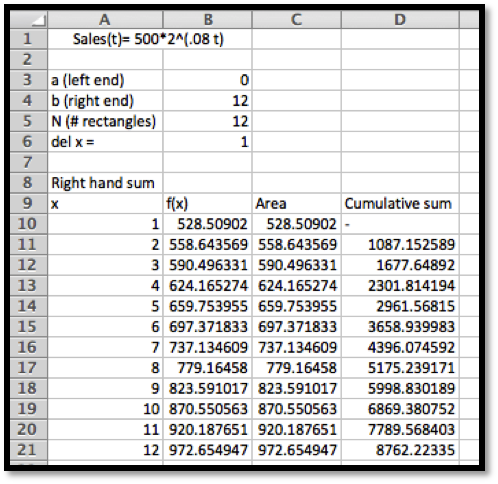 A B C D
1 Sales(t)= 500*2^(.08 t)
2
3 a (left end) 0
4 b (right end) 12
5 N (# rectangles) 12
6 del x = 1
7
8 Right hand sum
9 x f(x) Area Cumulative sum
10 1 528.50902 528.50902 -
11 2 558.643569 558.643569 1087.152589
12 3 590.496331 590.496331 1677.64892
13 4 624.165274 624.165274 2301.814194
14 5 659.753955 659.753955 2961.56815
15 6 697.371833 697.371833 3658.939983
16 7 737.134609 737.134609 4396.074592
17 8 779.16458 779.16458 5175.239171
18 9 823.591017 823.591017 5998.830189
19 10 870.550563 870.550563 6869.380752
20 11 920.187651 920.187651 7789.568403
21 12 972.654947 972.654947 8762.22335